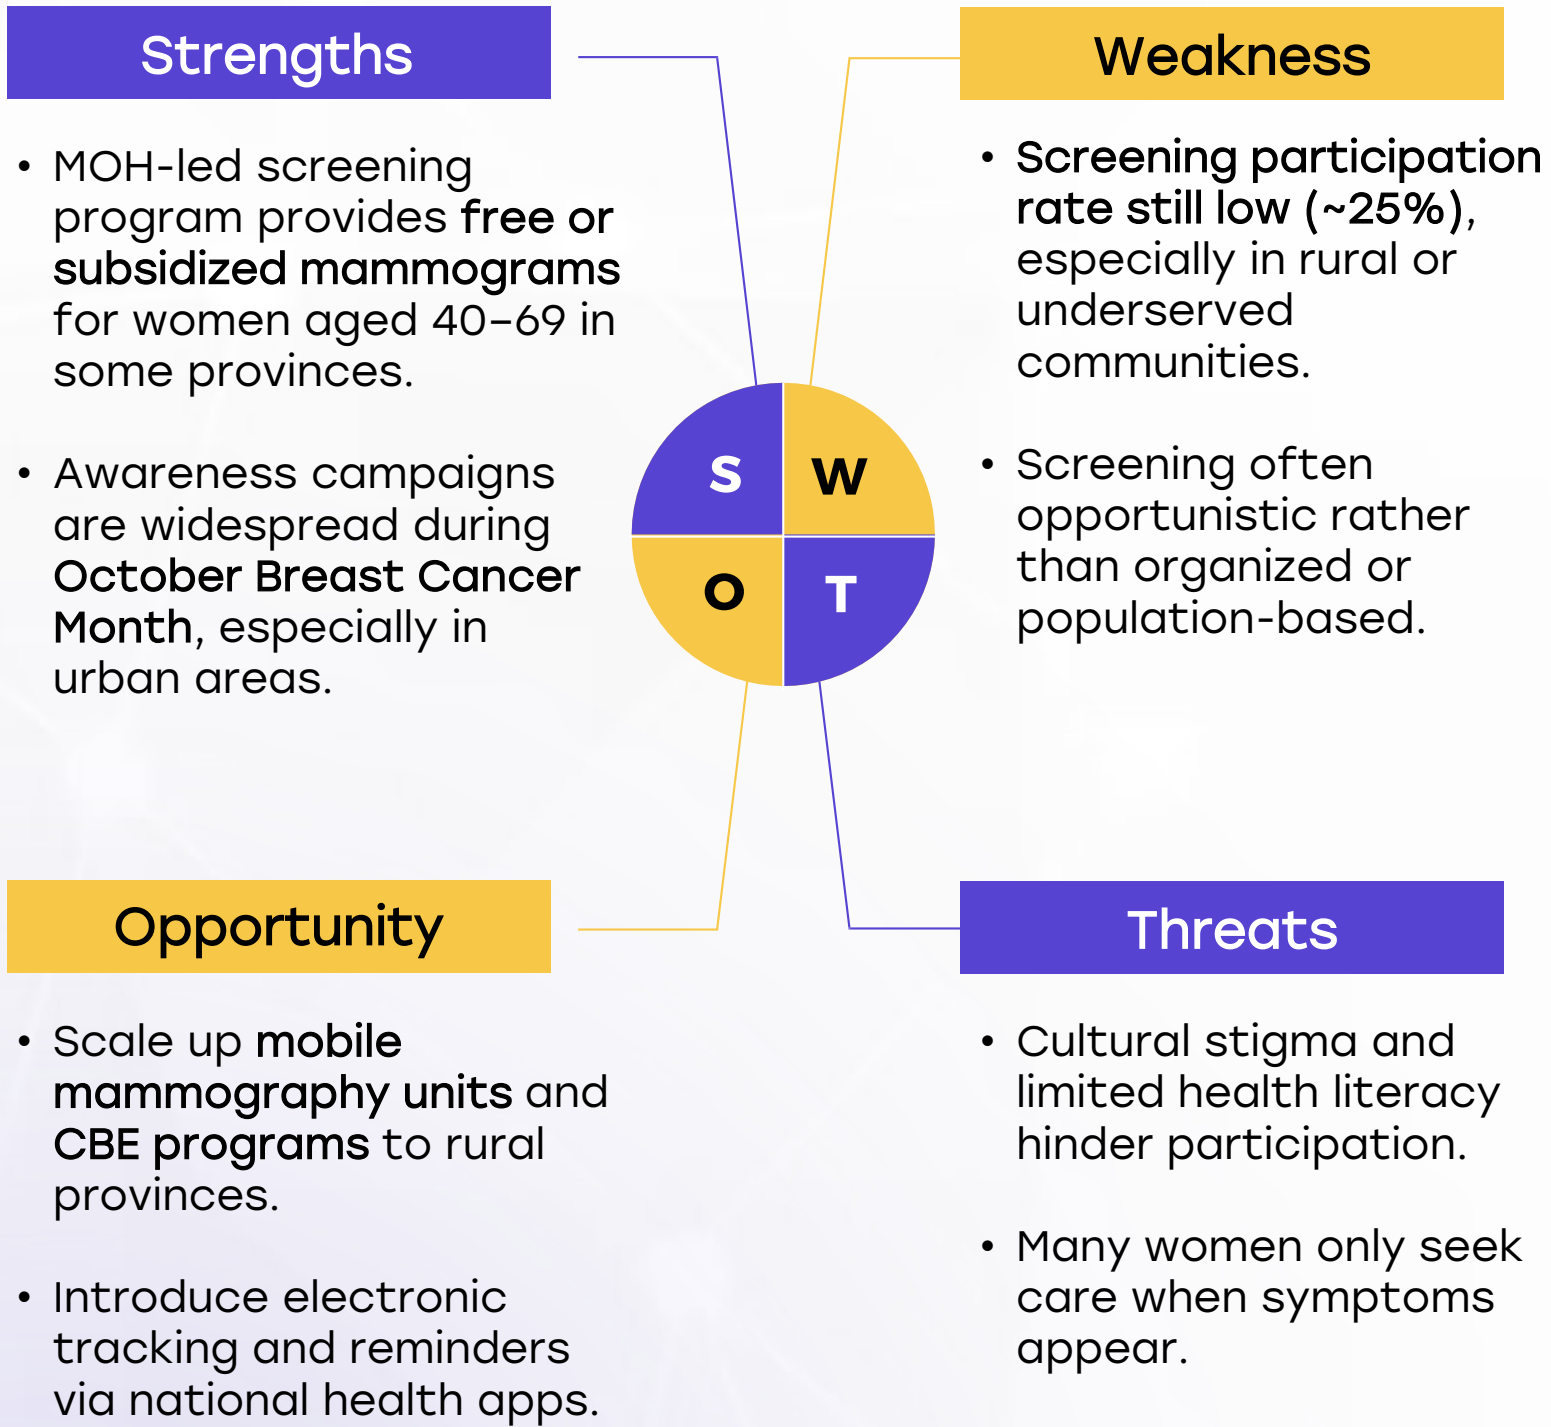 Strengths
• MOH-led screening
program provides free or
subsidized mammograms
for women aged 40–69 in
some provinces.
• Awareness campaigns
are widespread during
October Breast Cancer
Month, especially in
urban areas.
Weakness
• Screening participation
rate still low (~25%),
especially in rural or
underserved
communities.
• Screening often
opportunistic rather
than organized or
population-based.
S
W
O
T
Opportunity
• Scale up mobile
mammography units and
CBE programs to rural
provinces.
• Introduce electronic
tracking and reminders
via national health apps.
Threats
• Cultural stigma and
limited health literacy
hinder participation.
• Many women only seek
care when symptoms
appear.